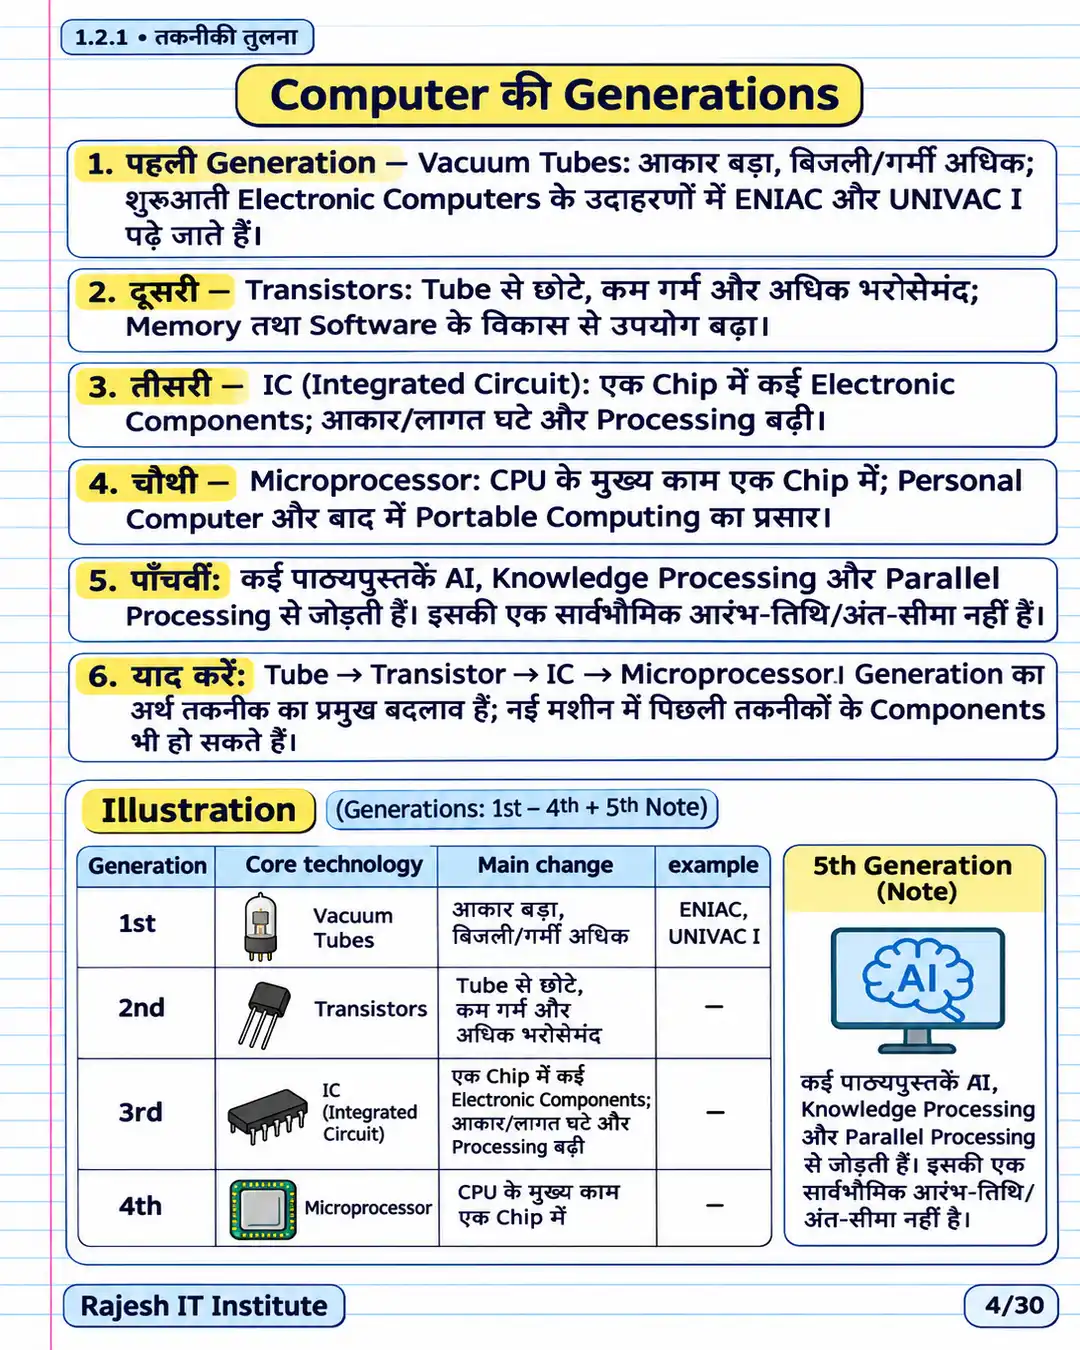 1.2.1 • तकनीकी तुलना
Computer की Generations
1. पहली Generation – Vacuum Tubes: आकार बड़ा, बिजली/गर्मी अधिक;
शुरूआती Electronic Computers के उदाहरणों में ENIAC और UNIVAC I
पढ़े जाते हैं।
2. दूसरी – Transistors: Tube से छोटे, कम गर्म और अधिक भरोसेमंद;
Memory तथा Software के विकास से उपयोग बढ़ा।
3. तीसरी – IC (Integrated Circuit): एक Chip में कई Electronic
Components; आकार/लागत घटे और Processing बढ़ी।
4. चौथी – Microprocessor: CPU के मुख्य काम एक Chip में; Personal
Computer और बाद में Portable Computing का प्रसार।
5. पाँचवीं: कई पाठ्यपुस्तकें AI, Knowledge Processing और Parallel
Processing से जोड़ती हैं। इसकी एक सार्वभौमिक आरंभ-तिथि/अंत-सीमा नहीं हैं।
6. याद करें: Tube → Transistor → IC → Microprocessor। Generation का
अर्थ तकनीक का प्रमुख बदलाव हैं; नई मशीन में पिछली तकनीकों के Components
भी हो सकते हैं।
Illustration (Generations: 1st – 4th + 5th Note)
Generation Core technology Main change example
1st Vacuum Tubes आकार बड़ा, बिजली/गर्मी अधिक ENIAC, UNIVAC I
2nd Transistors Tube से छोटे, कम गर्म और अधिक भरोसेमंद –
3rd IC (Integrated Circuit) एक Chip में कई Electronic Components; आकार/लागत घटे और Processing बढ़ी –
4th Microprocessor CPU के मुख्य काम एक Chip में –
5th Generation
(Note)
AI
कई पाठ्यपुस्तकें AI,
Knowledge Processing
और Parallel Processing
से जोड़ती हैं। इसकी एक
सार्वभौमिक आरंभ-तिथि/
अंत-सीमा नहीं है।
Rajesh IT Institute
4/30